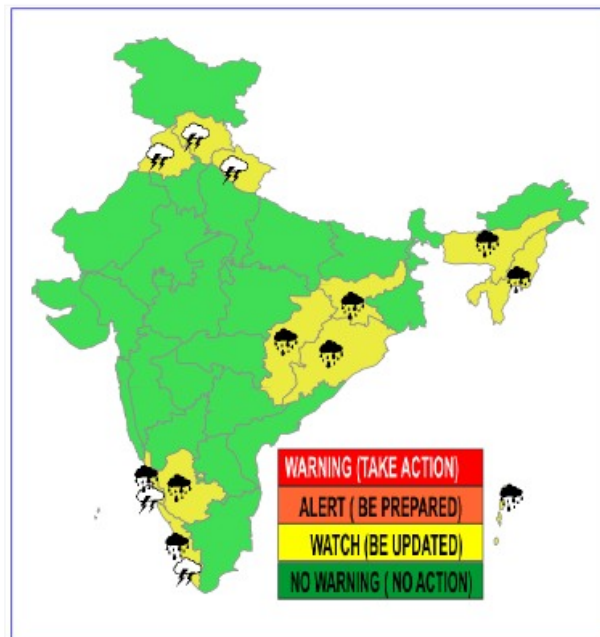 WARNING (TAKE ACTION)
ALERT ( BE PREPARED)
WATCH (BE UPDATED)
NO WARNING ( NO ACTION)